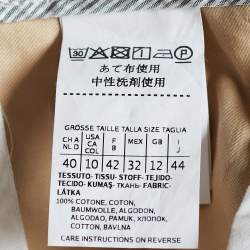 30 P
あて布使用
中性洗剤使用
GRÖSSE TAILLE TALLA SIZE TAGLIA
CH A NL D USA CA COL F B MEX GB I J
40 10 42 32 12 44
TESSUTO- TISSU- STOFF- TEJIDO-
TECIDO- KUMAŞ- ТКАНЬ- FABRIC-
LÁTKA
100% COTONE, COTON,
BAUMWOLLE, ALGODON,
ALGODAO, PAMUK, ХЛОПОК,
COTTON, BAVLNA
CARE INSTRUCTIONS ON REVERSE